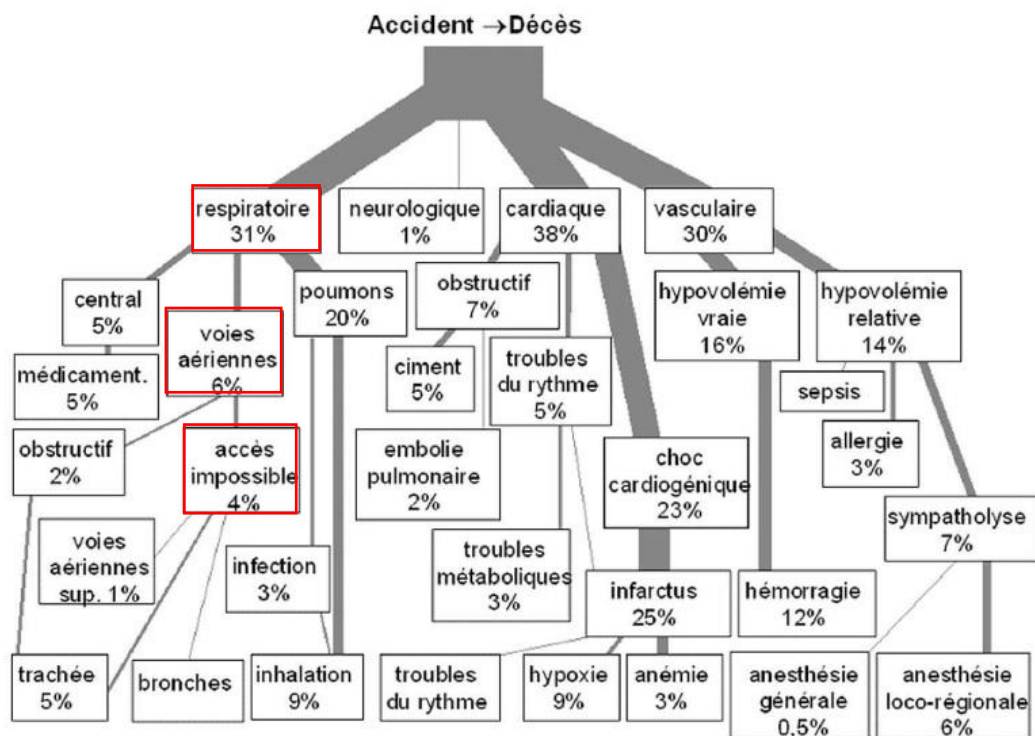 Accident →Décès
respiratoire
31%
neurologique
1%
cardiaque
38%
vasculaire
30%
central
5%
voies
aériennes
6%
poumons
20%
obstructif
7%
hypovolémie
vraie
16%
hypovolémie
relative
14%
médicament.
5%
ciment
5%
troubles
du rythme
5%
sepsis
obstructif
2%
accès
impossible
4%
embolie
pulmonaire
2%
choc
cardiogénique
23%
allergie
3%
voies
aériennes
sup. 1%
infection
3%
troubles
métaboliques
3%
infarctus
25%
hémorragie
12%
sympatholyse
7%
trachée
5%
bronches
inhalation
9%
troubles
du rythme
hypoxie
9%
anémie
3%
anesthésie
générale
0,5%
anesthésie
loco-régionale
6%